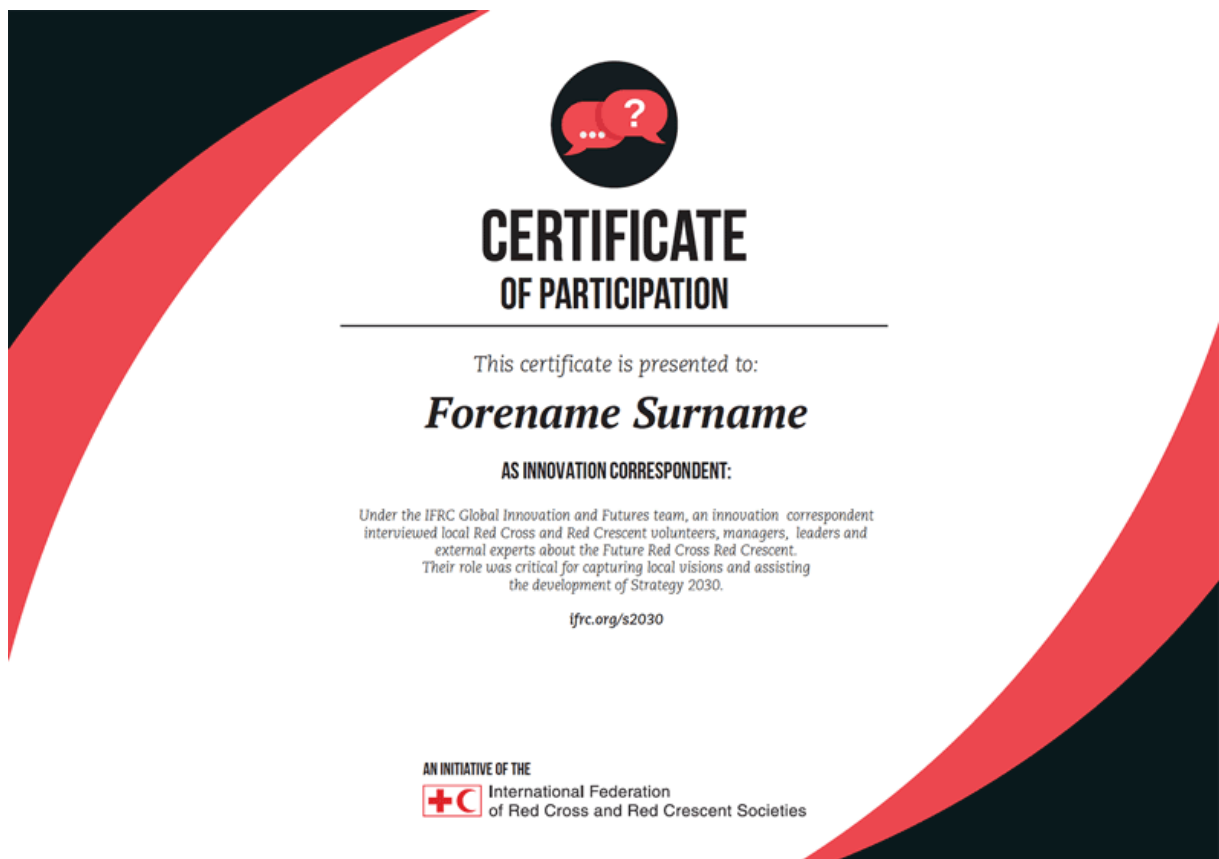 ... ?
CERTIFICATE
OF PARTICIPATION
This certificate is presented to:
Forename Surname
AS INNOVATION CORRESPONDENT:
Under the IFRC Global Innovation and Futures team, an innovation correspondent
interviewed local Red Cross and Red Crescent volunteers, managers, leaders and
external experts about the Future Red Cross Red Crescent.
Their role was critical for capturing local visions and assisting
the development of Strategy 2030.
ifrc.org/s2030
AN INITIATIVE OF THE
International Federation
of Red Cross and Red Crescent Societies